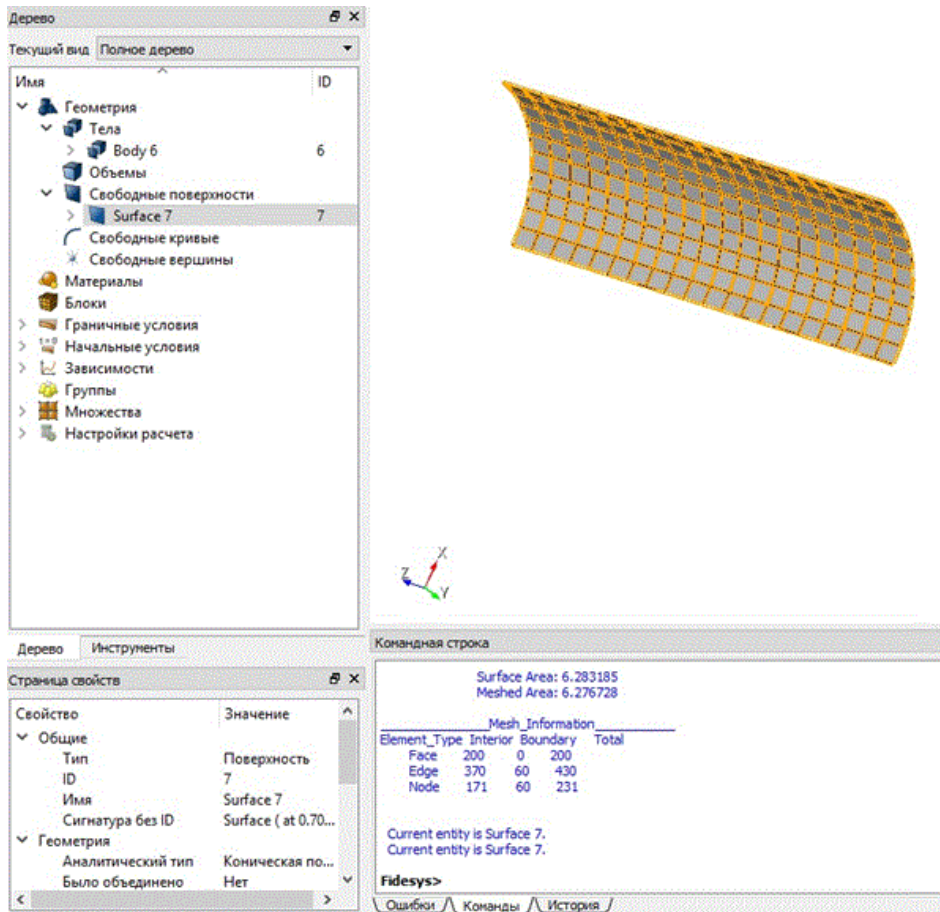 Дерево
Текущий вид Полное дерево
Имя ID
Геометрия
Тела
Body 6 6
Объемы
Свободные поверхности
Surface 7 7
Свободные кривые
Свободные вершины
Материалы
Блоки
Граничные условия
Начальные условия
Зависимости
Группы
Множества
Настройки расчета
Дерево Инструменты
Страница свойств
Свойство Значение
Общие
Тип Поверхность
ID 7
Имя Surface 7
Сигнатура без ID Surface ( at 0.70...
Геометрия
Аналитический тип Коническая по...
Было объединено Нет
X
Z
Y
Командная строка
Surface Area: 6.283185
Meshed Area: 6.276728
______________Mesh_Information___________
Element_Type Interior Boundary Total
Face 200 0 200
Edge 370 60 430
Node 171 60 231
Current entity is Surface 7.
Current entity is Surface 7.
Fidesys>
Ошибки Команды История